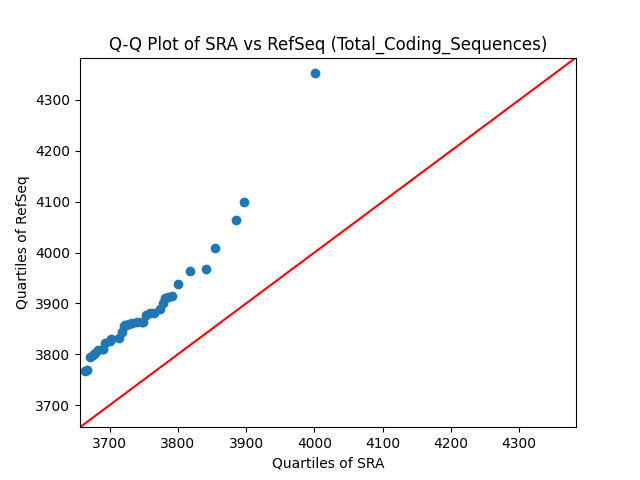 Q-Q Plot of SRA vs RefSeq (Total_Coding_Sequences)
Quartiles of RefSeq
4300
4200
4100
4000
3900
3800
3700
3700 3800 3900 4000 4100 4200 4300
Quartiles of SRA